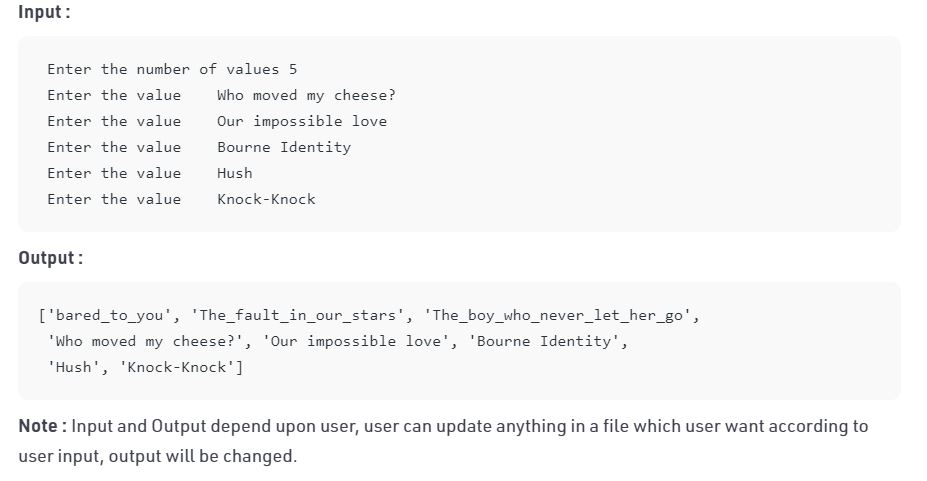 Input :
Enter the number of values 5
Enter the value    Who moved my cheese?
Enter the value    Our impossible love
Enter the value    Bourne Identity
Enter the value    Hush
Enter the value    Knock-Knock
Output :
['bared_to_you', 'The_fault_in_our_stars', 'The_boy_who_never_let_her_go',
'Who moved my cheese?', 'Our impossible love', 'Bourne Identity',
'Hush', 'Knock-Knock']
Note : Input and Output depend upon user, user can update anything in a file which user want according to
user input, output will be changed.